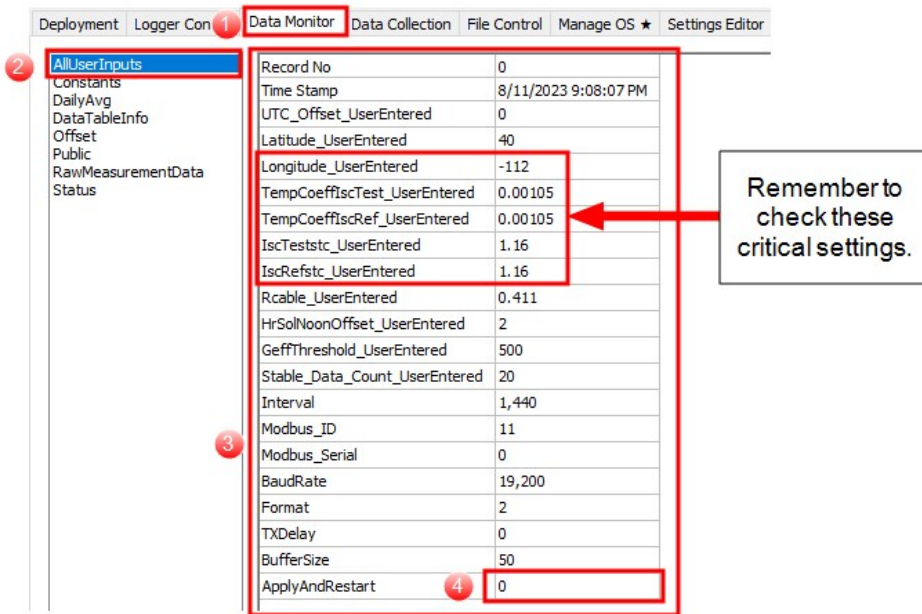 Deployment Logger Con 1 Data Monitor Data Collection File Control Manage OS ★ Settings Editor
2 AllUserInputs
Constants
DailyAvg
DataTableInfo
Offset
Public
RawMeasurementData
Status
3
Record No 0
Time Stamp 8/11/2023 9:08:07 PM
UTC_Offset_UserEntered 0
Latitude_UserEntered 40
Longitude_UserEntered -112
TempCoeffIscTest_UserEntered 0.00105
TempCoeffIscRef_UserEntered 0.00105
IscTeststc_UserEntered 1.16
IscRefstc_UserEntered 1.16
Rcable_UserEntered 0.411
HrSolNoonOffset_UserEntered 2
GeffThreshold_UserEntered 500
Stable_Data_Count_UserEntered 20
Interval 1,440
Modbus_ID 11
Modbus_Serial 0
BaudRate 19,200
Format 2
TXDelay 0
BufferSize 50
ApplyAndRestart 4 0
Remember to
check these
critical settings.